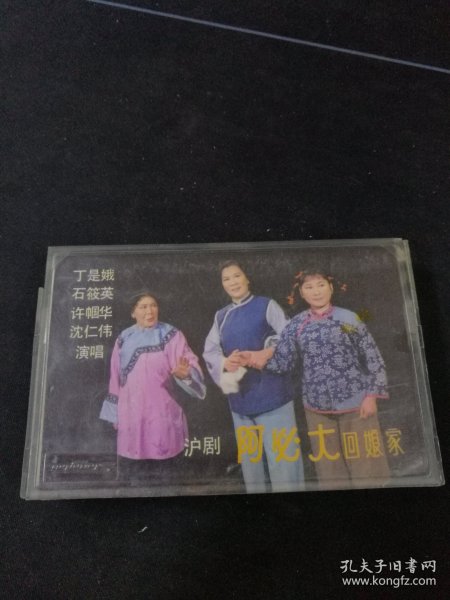 丁是娥
石筱英
许帼华
沈仁伟
演唱
沪剧 阿必大回娘家
孔夫子旧书网
www.kongfz.com